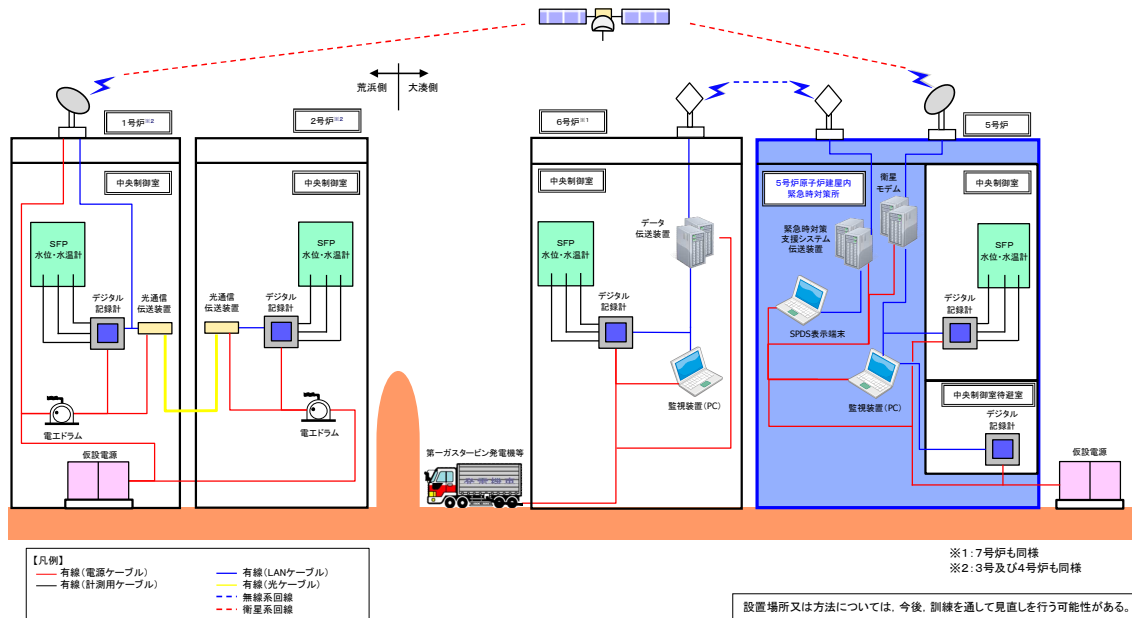 荒浜側
大湊側
1号炉※2
2号炉※2
6号炉※1
5号炉
中央制御室
中央制御室
中央制御室
5号炉原子炉建屋内
緊急時対策所
衛星
モデム
中央制御室
SFP
水位・水温計
SFP
水位・水温計
SFP
水位・水温計
SFP
水位・水温計
データ
伝送装置
緊急時対策
支援システム
伝送装置
デジタル
記録計
光通信
伝送装置
光通信
伝送装置
デジタル
記録計
デジタル
記録計
デジタル
記録計
SPDS表示端末
監視装置(PC)
監視装置(PC)
中央制御室待避室
デジタル
記録計
電工ドラム
電工ドラム
仮設電源
第一ガスタービン発電機等
仮設電源
【凡例】
有線(電源ケーブル)
有線(計測用ケーブル)
有線(LANケーブル)
有線(光ケーブル)
無線系回線
衛星系回線
※1:7号炉も同様
※2:3号及び4号炉も同様
設置場所又は方法については、今後、訓練を通して見直しを行う可能性がある。